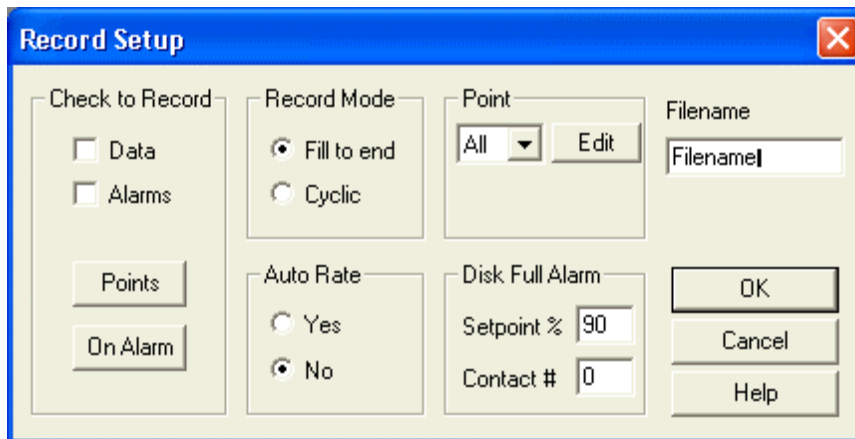 Record Setup
Check to Record
Data
Alarms
Points
On Alarm
Record Mode
Fill to end
Cyclic
Auto Rate
Yes
No
Point
All
Edit
Disk Full Alarm
Setpoint % 90
Contact # 0
Filename
Filename
OK
Cancel
Help